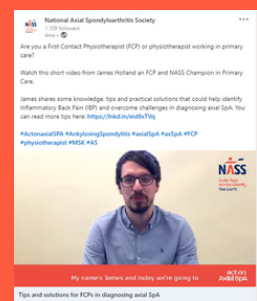 National Axial Spondyloarthritis Society
1,109 followers
4mo •
Are you a First Contact Physiotherapist (FCP) or physiotherapist working in primary
care?
Watch this short video from James Holland an FCP and NASS Champion in Primary
Care.
James shares some knowledge, tips and practical solutions that could help identify
Inflammatory Back Pain (IBP) and overcome challenges in diagnosing axial SpA. You
can read more tips here:
#ActonaxialSPA #AnkylosingSpondylitis #axialSpA #axSpA #FCP
#physiotherapist #MSK #AS
NASS
My name's James and today we're going to
act on
Axial SpA
Tips and solutions for FCPs in diagnosing axial SpA